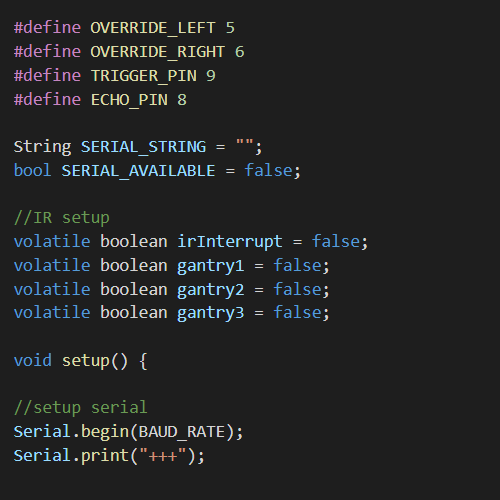 #define OVERRIDE_LEFT 5
#define OVERRIDE_RIGHT 6
#define TRIGGER_PIN 9
#define ECHO_PIN 8
String SERIAL_STRING = "";
bool SERIAL_AVAILABLE = false;
//IR setup
volatile boolean irInterrupt = false;
volatile boolean gantry1 = false;
volatile boolean gantry2 = false;
volatile boolean gantry3 = false;
void setup() {
//setup serial
Serial.begin(BAUD_RATE);
Serial.print("+++");